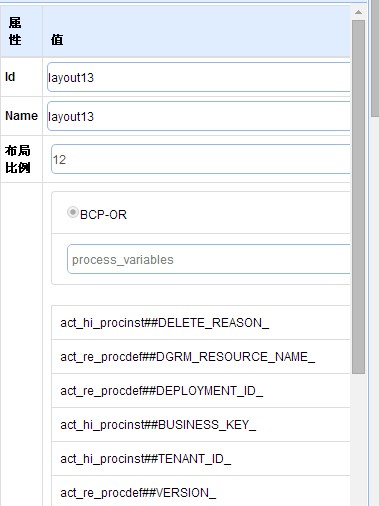 属性 值
Id layout13
Name layout13
布局比例 12
BCP-OR
process_variables
act_hi_procinst##DELETE_REASON_
act_re_procdef##DGRM_RESOURCE_NAME_
act_re_procdef##DEPLOYMENT_ID_
act_hi_procinst##BUSINESS_KEY_
act_hi_procinst##TENANT_ID_
act_re_procdef##VERSION_